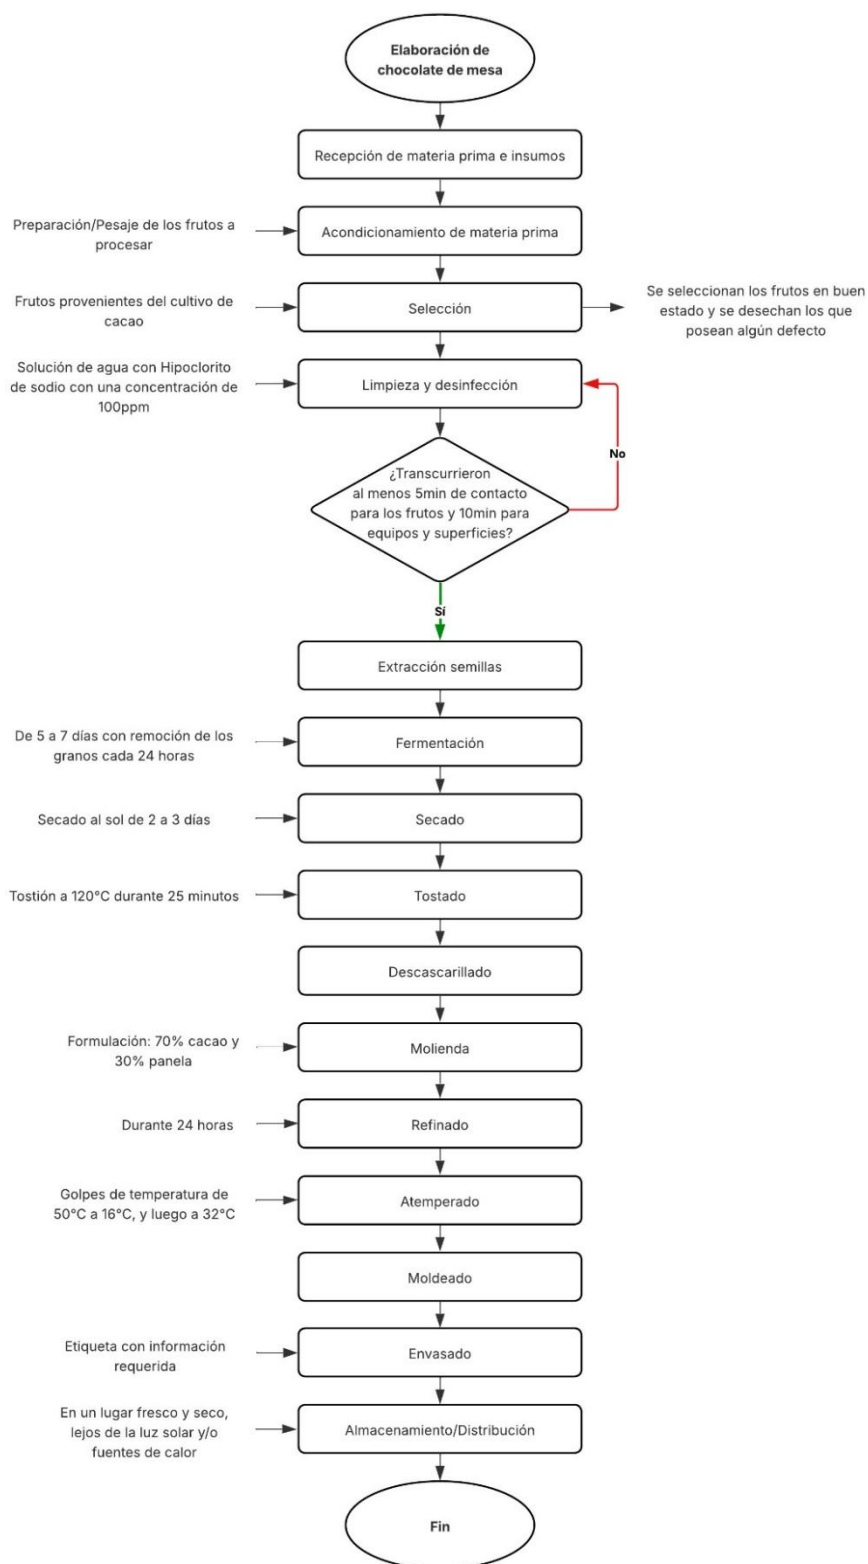 Elaboración de
chocolate de mesa
Recepción de materia prima e insumos
Preparación/Pesaje de los frutos a
procesar
Acondicionamiento de materia prima
Frutos provenientes del cultivo de
cacao
Selección
Se seleccionan los frutos en buen
estado y se desechan los que
posean algún defecto
Solución de agua con Hipoclorito
de sodio con una concentración de
100ppm
Limpieza y desinfección
No
¿Transcurrieron
al menos 5min de contacto
para los frutos y 10min para
equipos y superficies?
Sí
Extracción semillas
De 5 a 7 días con remoción de los
granos cada 24 horas
Fermentación
Secado al sol de 2 a 3 días
Secado
Tostión a 120°C durante 25 minutos
Tostado
Descascarillado
Formulación: 70% cacao y
30% panela
Molienda
Durante 24 horas
Refinado
Golpes de temperatura de
50°C a 16°C, y luego a 32°C
Atemperado
Moldeado
Etiqueta con información
requerida
Envasado
En un lugar fresco y seco,
lejos de la luz solar y/o
fuentes de calor
Almacenamiento/Distribución
Fin